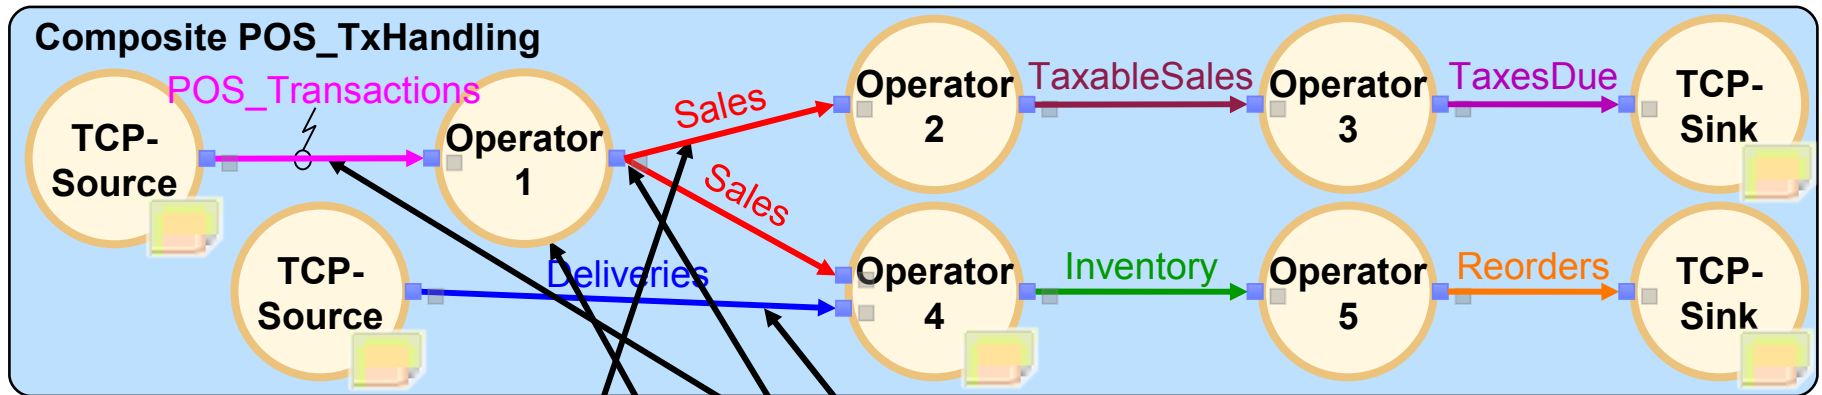 Composite POS_TxHandling
POS_Transactions
TCP-
Source
Operator
1
Sales
Sales
Operator
2
TaxableSales
Operator
3
TaxesDue
TCP-
Sink
TCP-
Source
Deliveries
Operator
4
Inventory
Operator
5
Reorders
TCP-
Sink